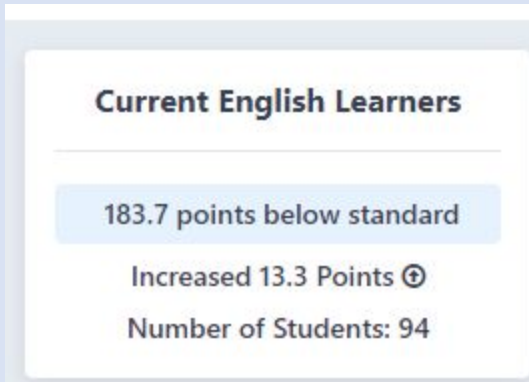 Current English Learners
183.7 points below standard
Increased 13.3 Points
Number of Students: 94